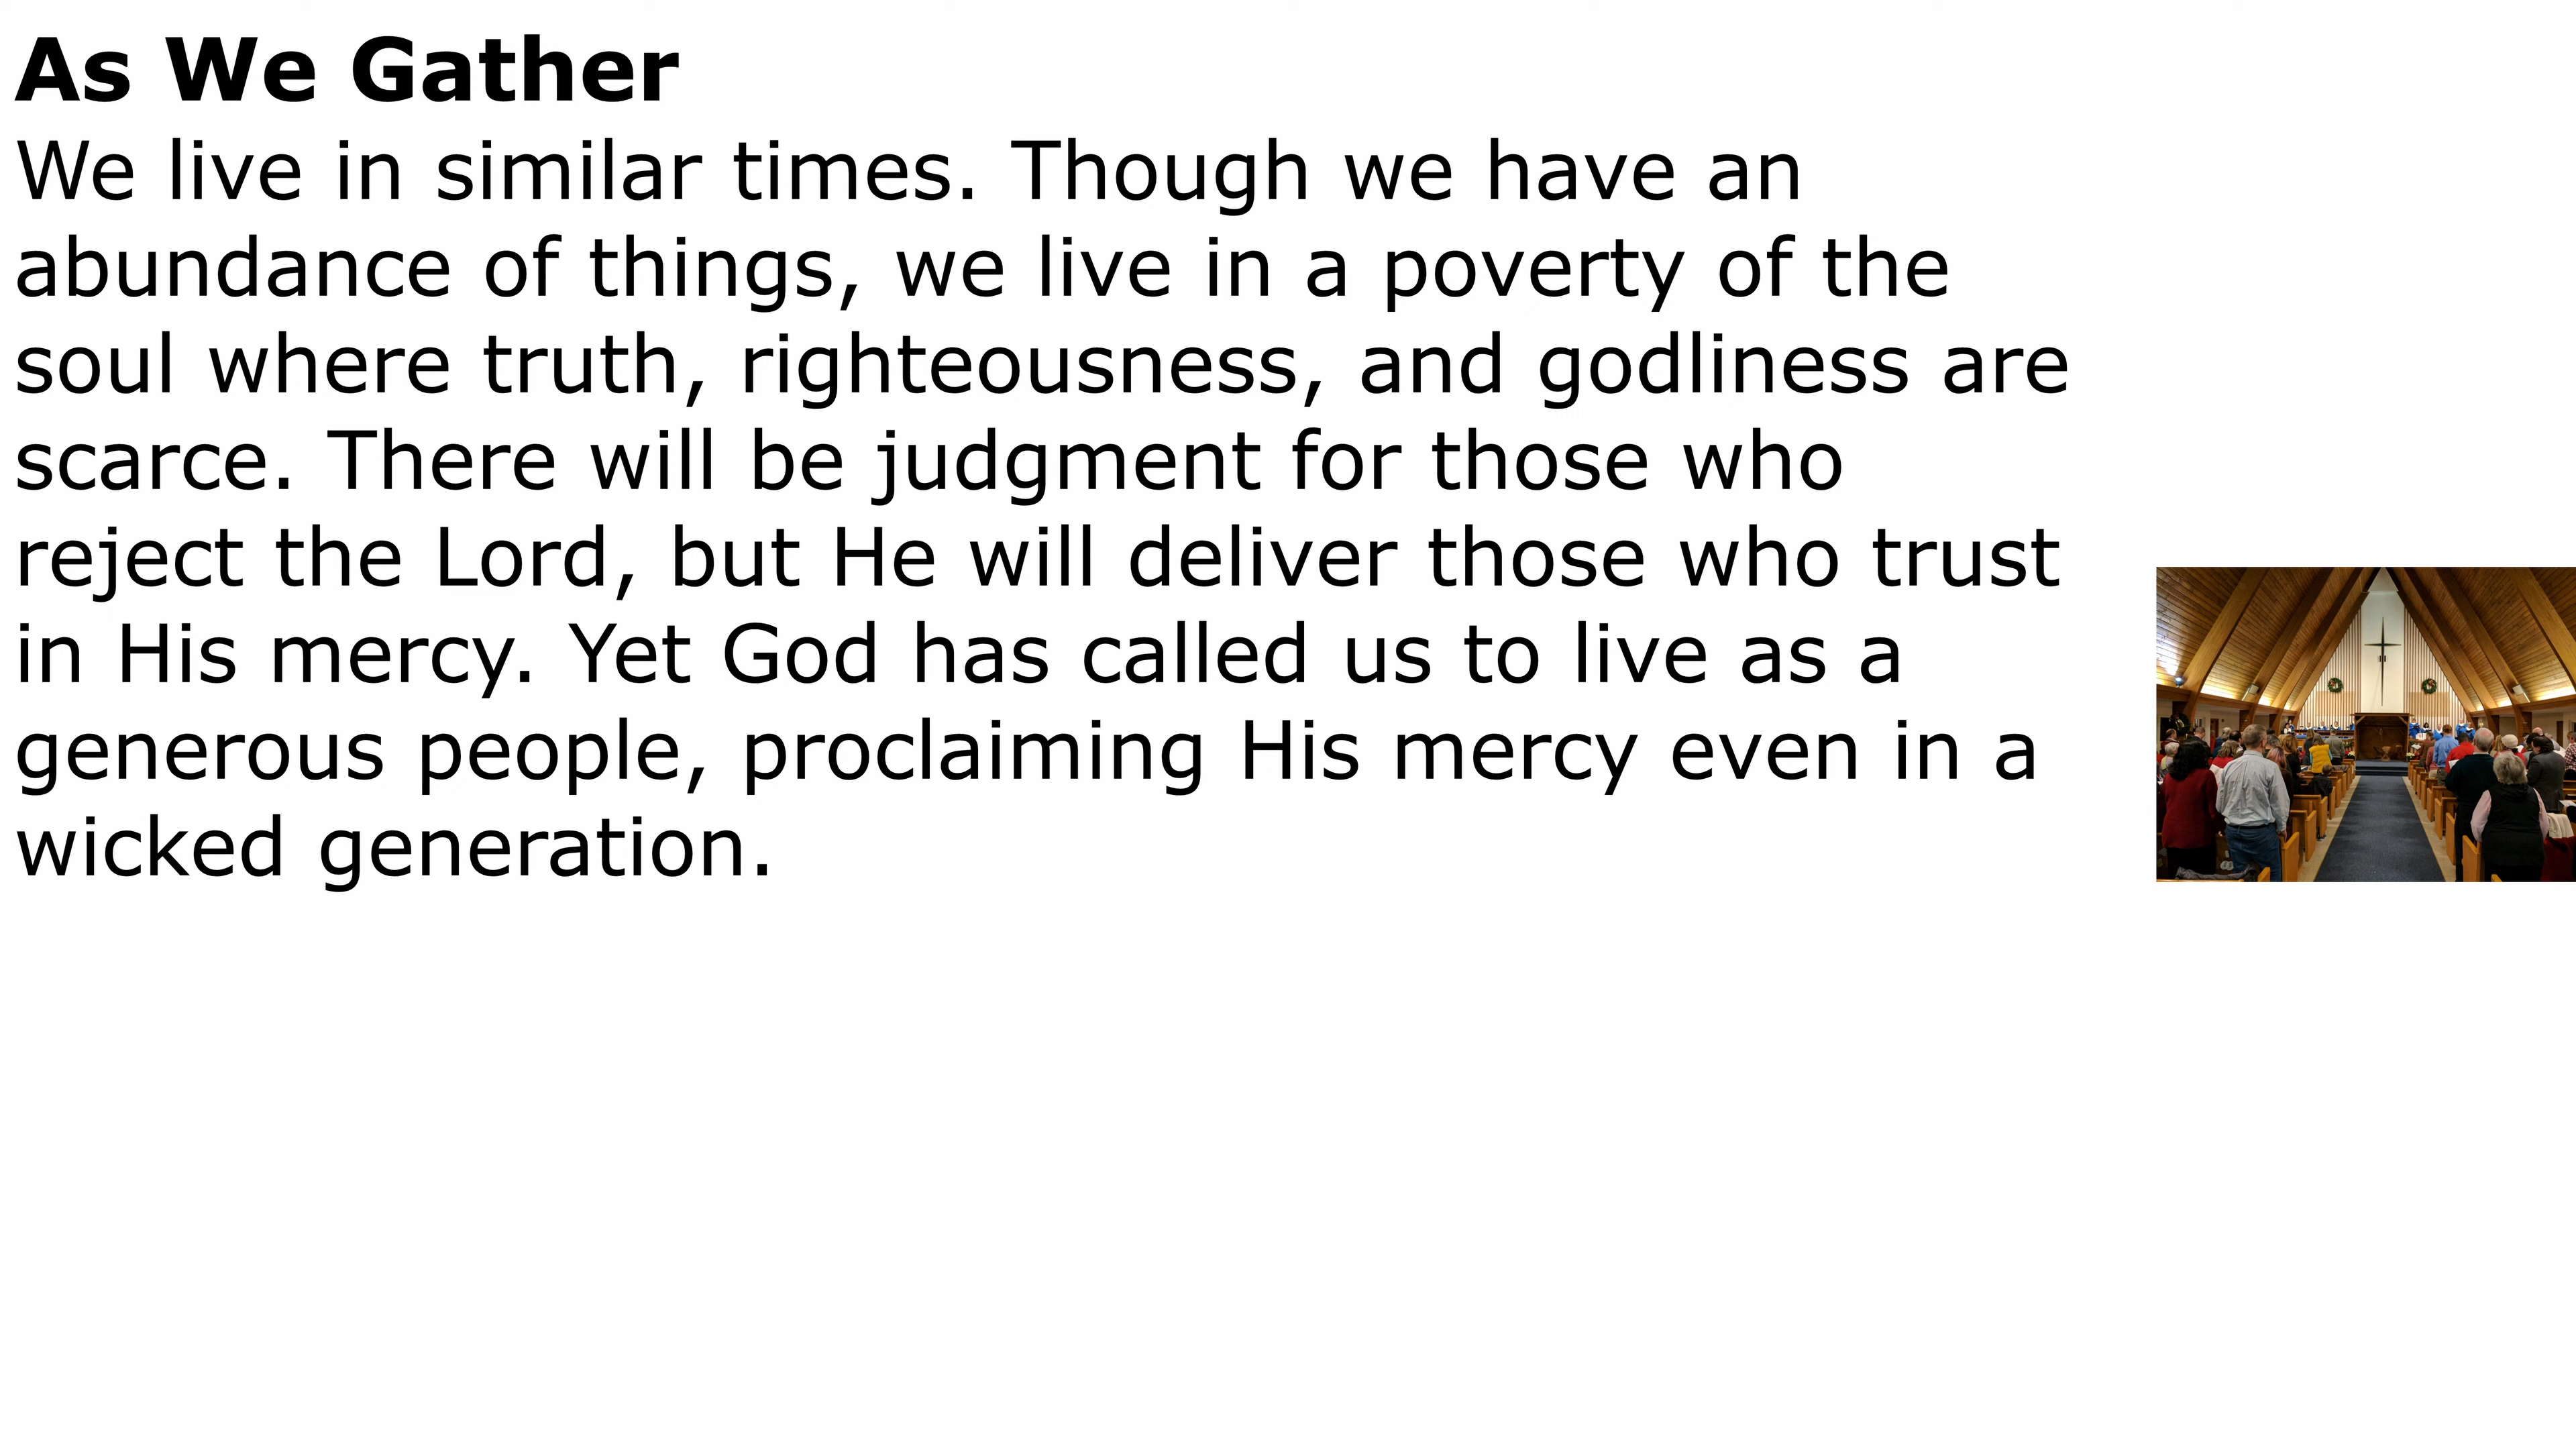 As We Gather
We live in similar times. Though we have an
abundance of things, we live in a poverty of the
soul where truth, righteousness, and godliness are
scarce. There will be judgment for those who
reject the Lord, but He will deliver those who trust
in His mercy. Yet God has called us to live as a
generous people, proclaiming His mercy even in a
wicked generation.